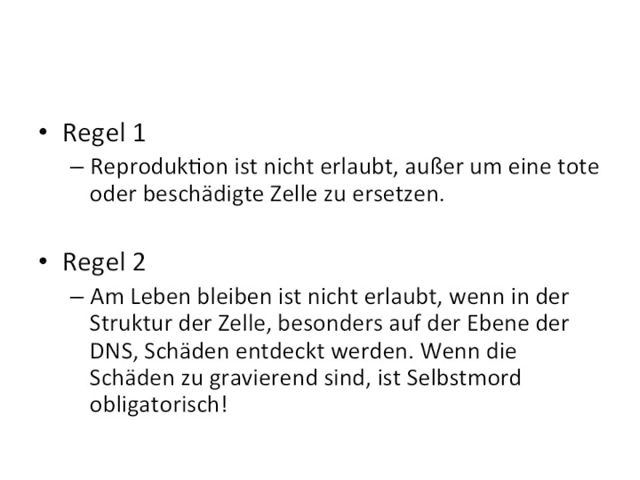 • Regel 1
– Reproduktion ist nicht erlaubt, außer um eine tote
oder beschädigte Zelle zu ersetzen.
• Regel 2
– Am Leben bleiben ist nicht erlaubt, wenn in der
Struktur der Zelle, besonders auf der Ebene der
DNS, Schäden entdeckt werden. Wenn die
Schäden zu gravierend sind, ist Selbstmord
obligatorisch!